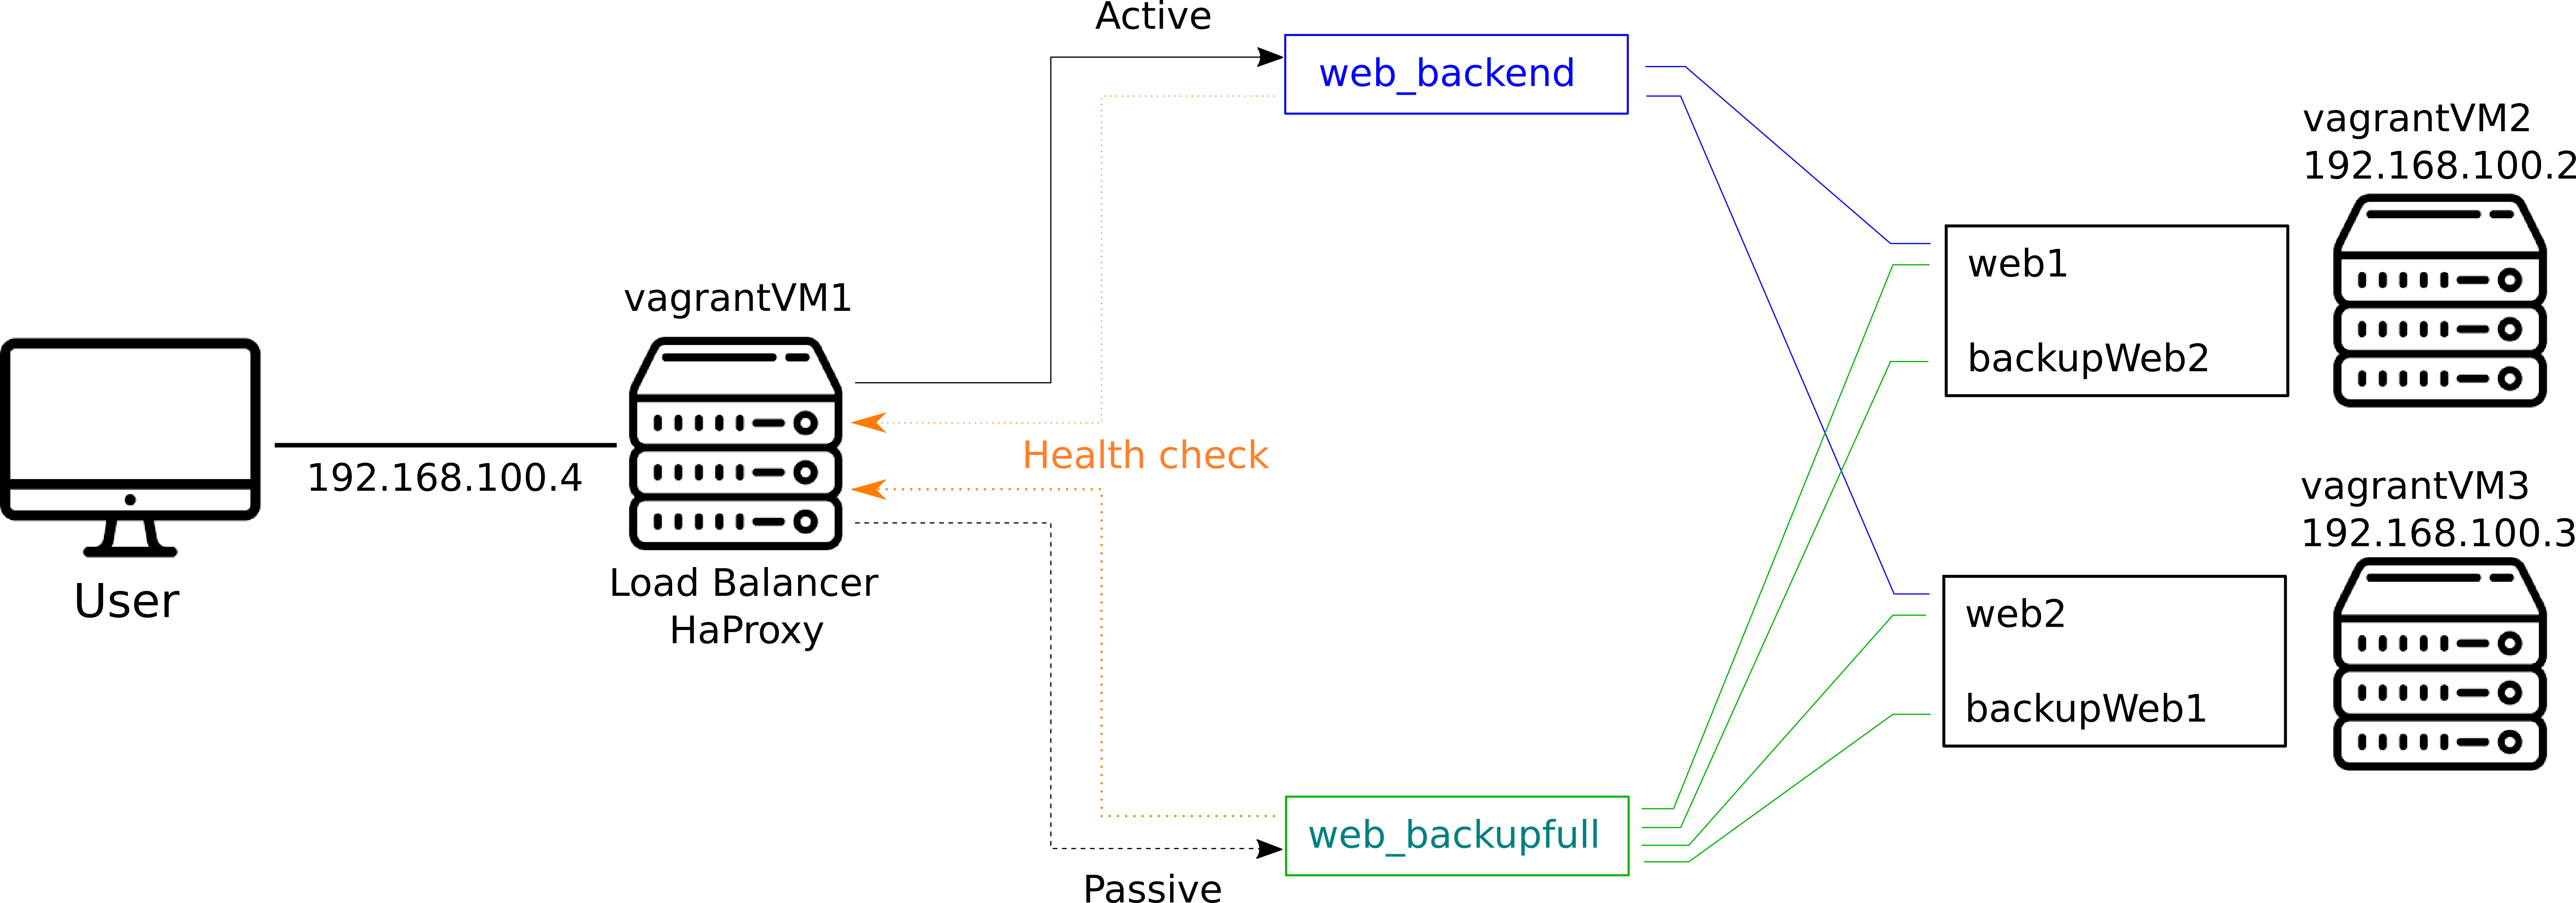 Active
web_backend
vagrantVM2
192.168.100.2
web1
backupWeb2
vagrantVM1
192.168.100.4
Health check
User
Load Balancer
HaProxy
vagrantVM3
192.168.100.3
web2
backupWeb1
web_backupfull
Passive